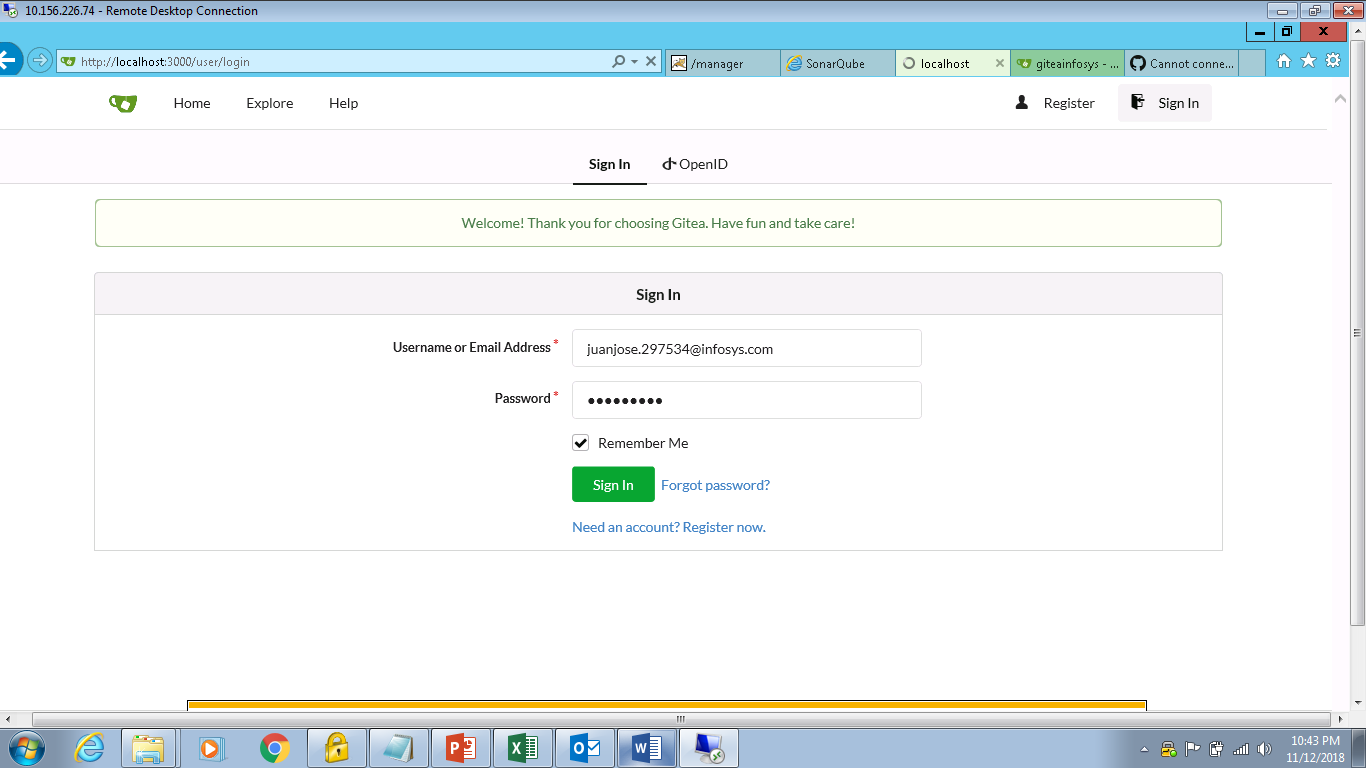 10.156.226.74 - Remote Desktop Connection
http://localhost:3000/user/login
/manager
SonarQube
localhost
giteainfosys - ...
Cannot conne...
Home Explore Help Register Sign In
Sign In OpenID
Welcome! Thank you for choosing Gitea. Have fun and take care!
Sign In
Username or Email Address * juanjose.297534@infosys.com
Password * ●●●●●●●●●
Remember Me
Sign In Forgot password?
Need an account? Register now.
10:43 PM
11/12/2018